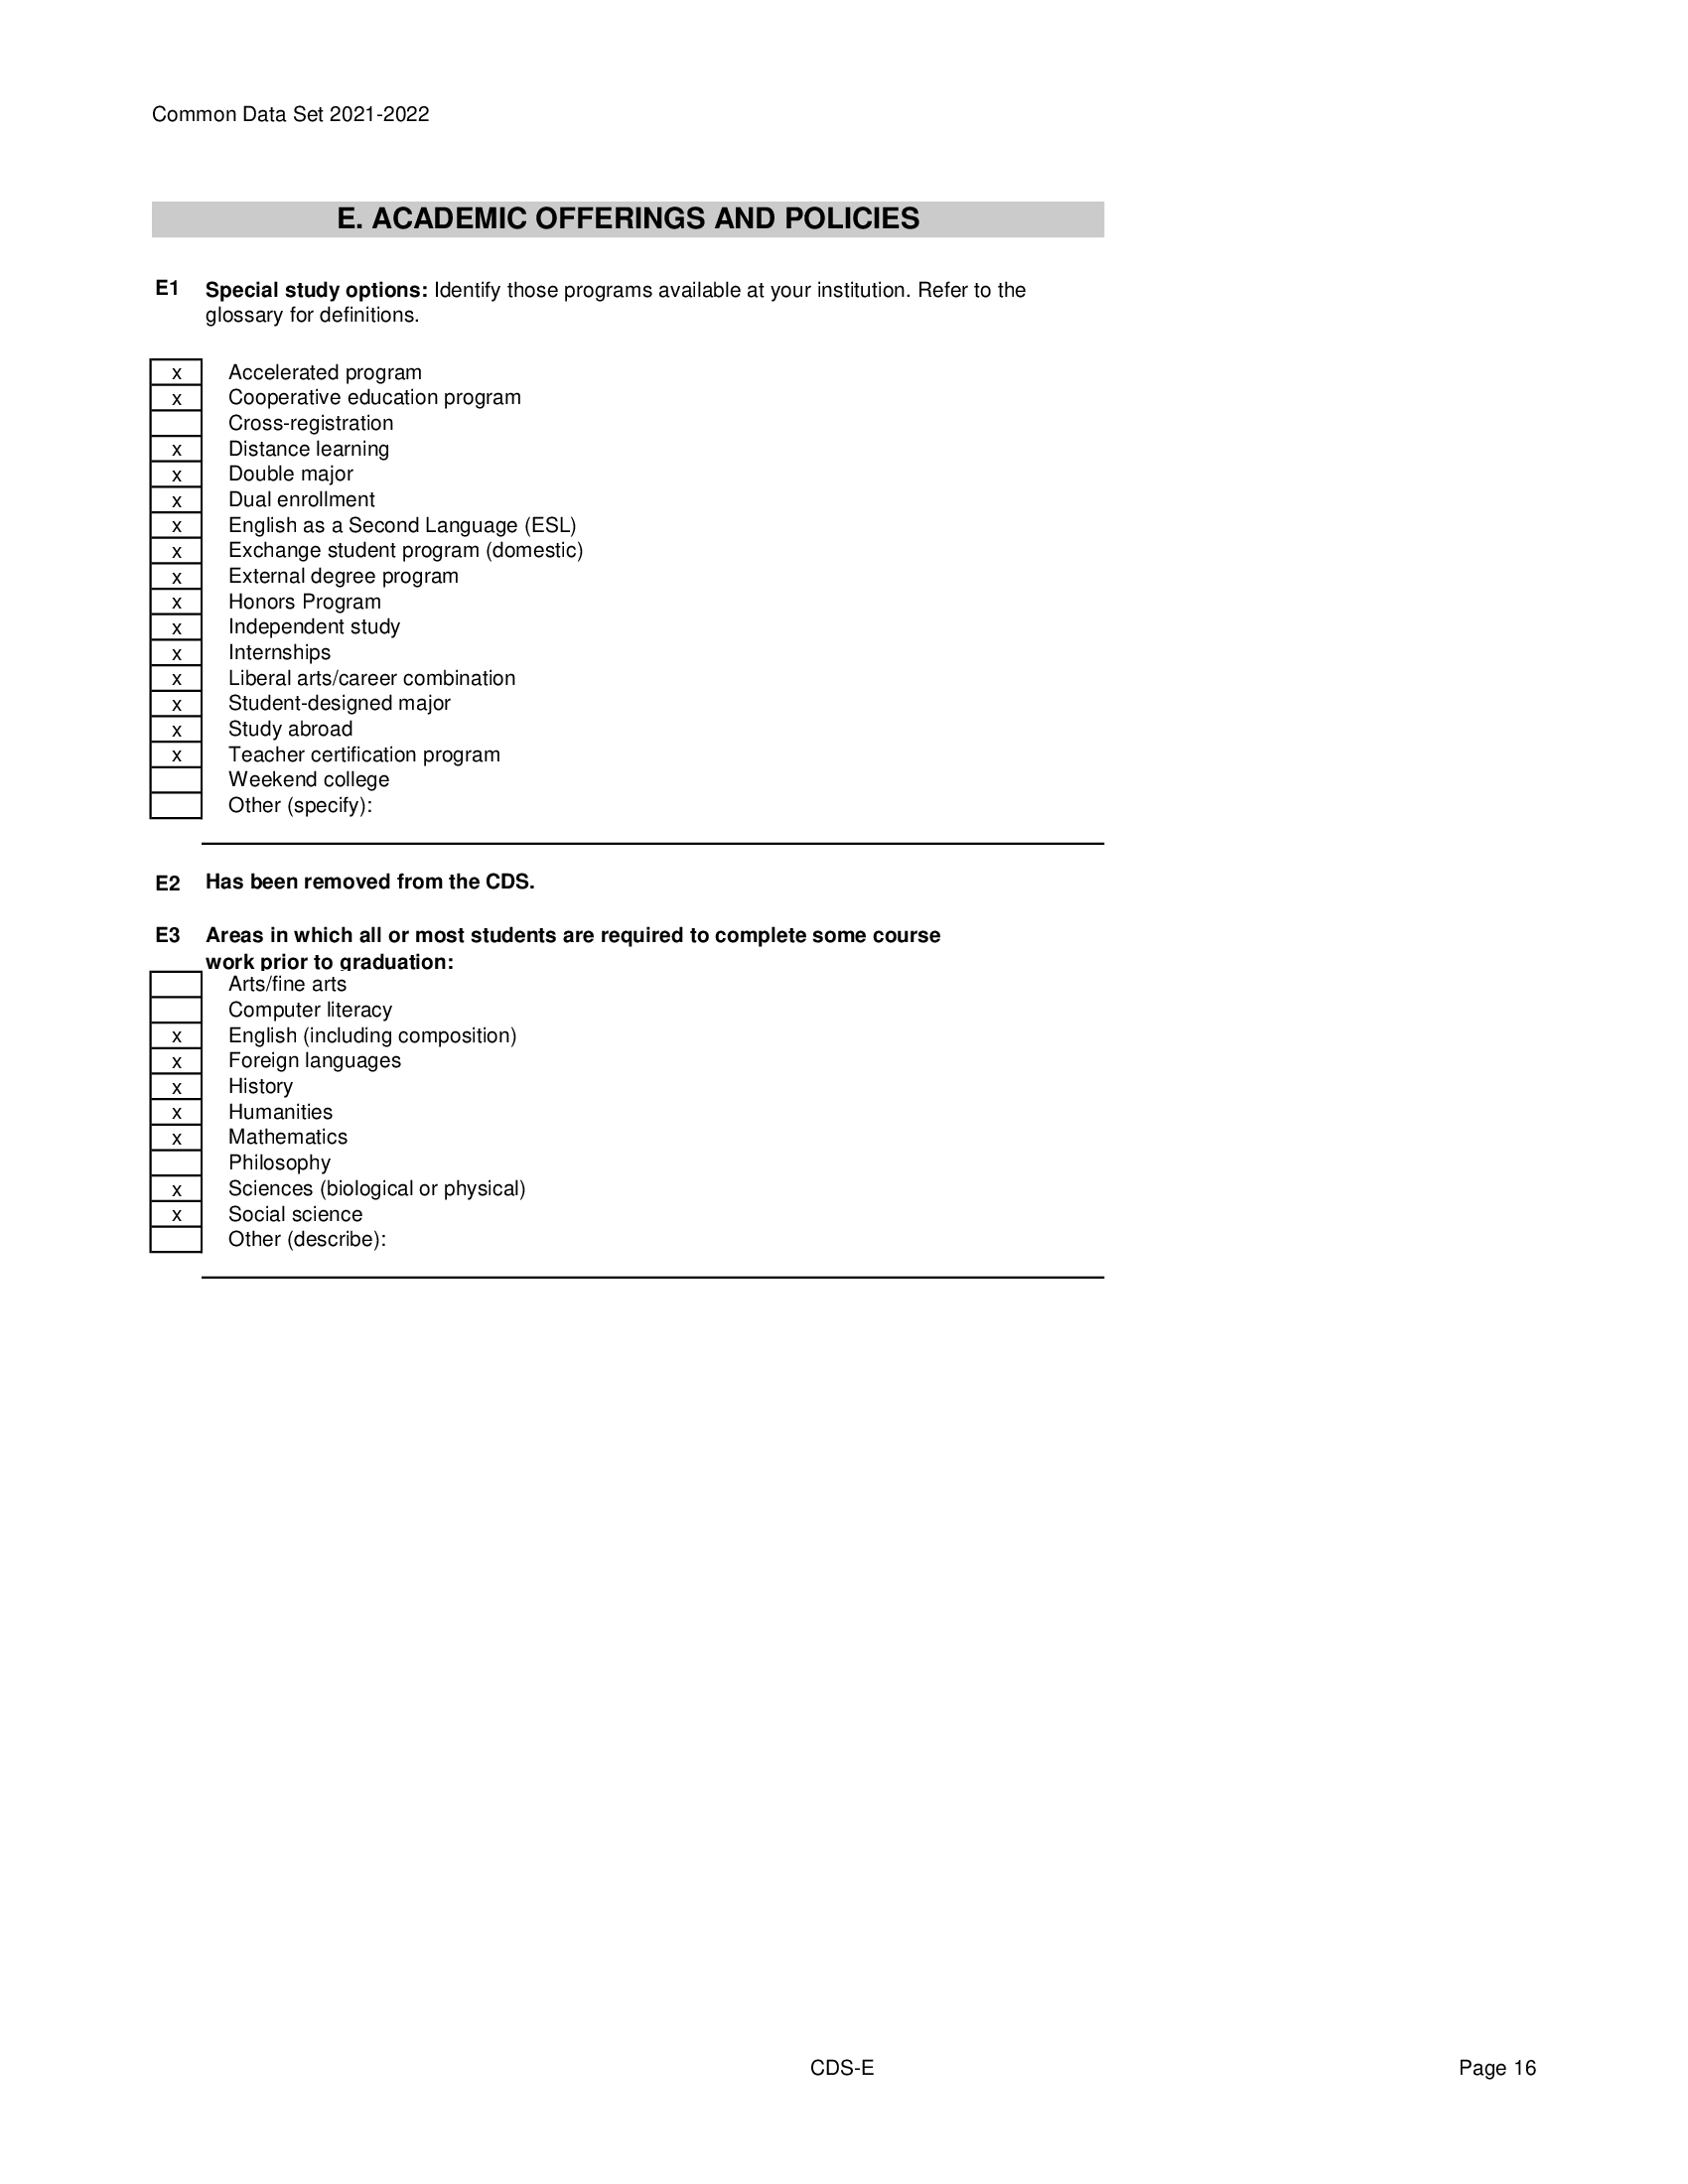 Common Data Set 2021-2022
E. ACADEMIC OFFERINGS AND POLICIES
E1 Special study options: Identify those programs available at your institution. Refer to the
glossary for definitions.
x Accelerated program
x Cooperative education program
Cross-registration
x Distance learning
x Double major
x Dual enrollment
x English as a Second Language (ESL)
x Exchange student program (domestic)
x External degree program
x Honors Program
x Independent study
x Internships
x Liberal arts/career combination
x Student-designed major
x Study abroad
x Teacher certification program
Weekend college
Other (specify):
E2 Has been removed from the CDS.
E3 Areas in which all or most students are required to complete some course
work prior to graduation:
Arts/fine arts
Computer literacy
x English (including composition)
x Foreign languages
x History
x Humanities
x Mathematics
Philosophy
x Sciences (biological or physical)
x Social science
Other (describe):
CDS-E Page 16